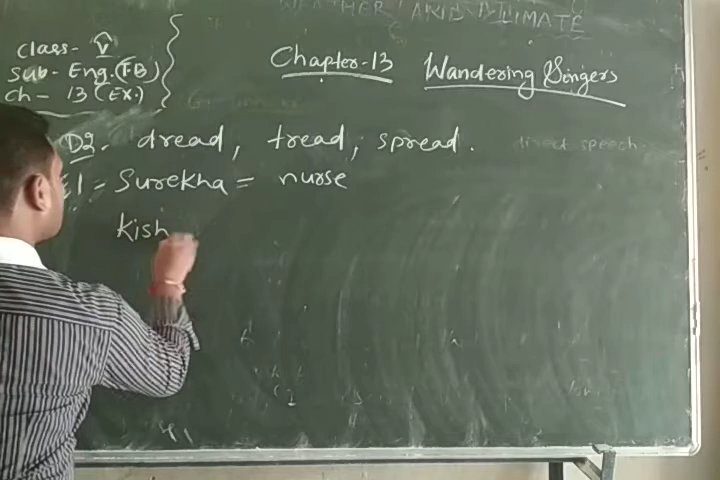 WEATHER AND CLIMATE
Class- V
Sub- Eng.(FB)
Ch- 13 (Ex.)
Chapter-13 Wandering Singers
D2. dread, tread, spread.
direct speech.
E1- Surekha = nurse
Kish